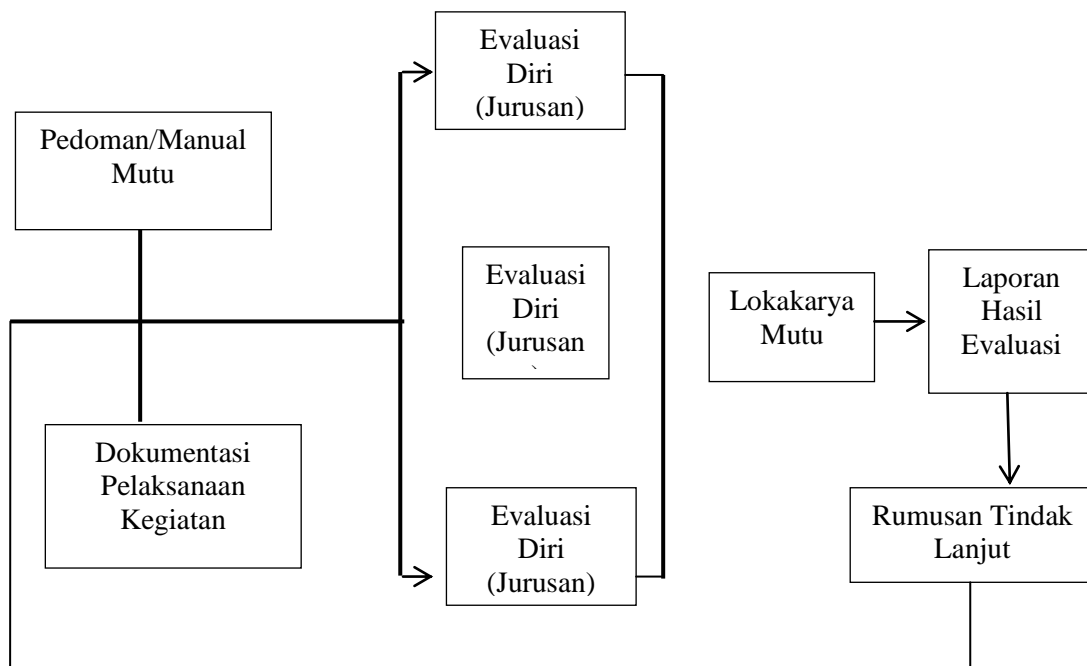 Evaluasi
Diri
(Jurusan)
Pedoman/Manual
Mutu
Evaluasi
Diri
(Jurusan
Lokakarya
Mutu
Laporan
Hasil
Evaluasi
Dokumentasi
Pelaksanaan
Kegiatan
Evaluasi
Diri
(Jurusan)
Rumusan Tindak
Lanjut